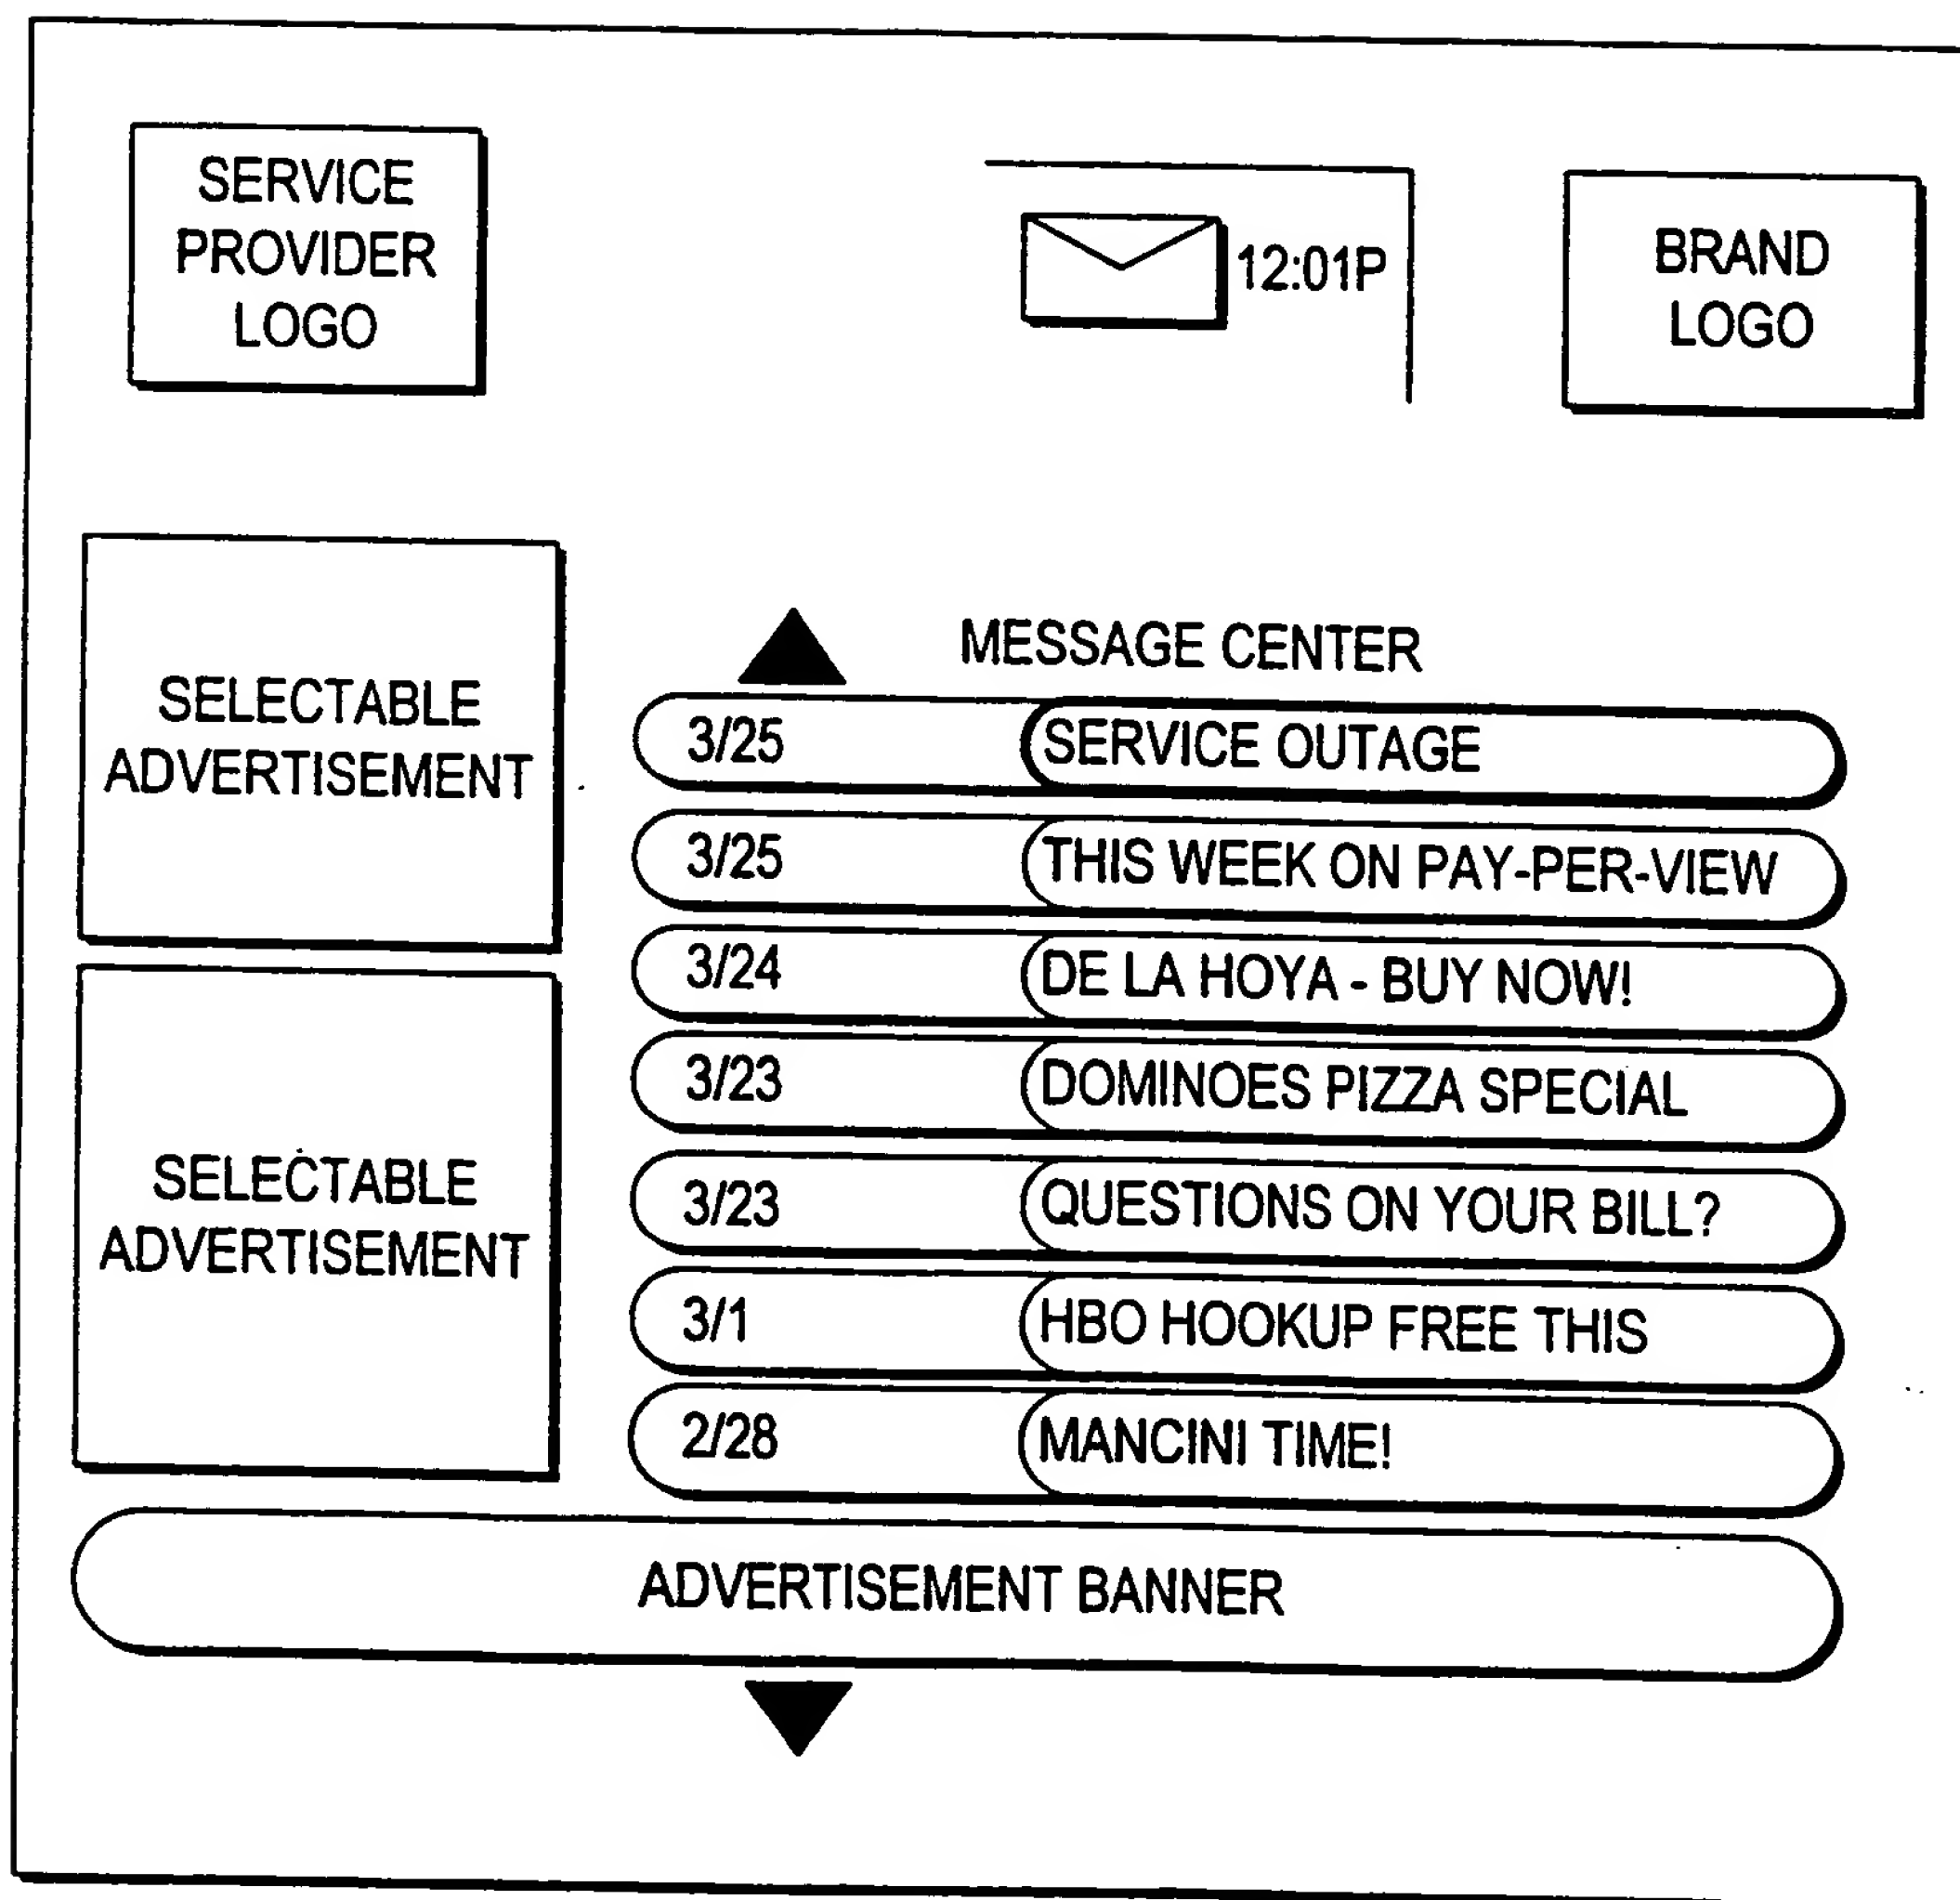 SERVICE
PROVIDER
LOGO
12:01P
BRAND
LOGO
SELECTABLE
ADVERTISEMENT
SELECTABLE
ADVERTISEMENT
MESSAGE CENTER
3/25 SERVICE OUTAGE
3/25 THIS WEEK ON PAY-PER-VIEW
3/24 DE LA HOYA - BUY NOW!
3/23 DOMINOES PIZZA SPECIAL
3/23 QUESTIONS ON YOUR BILL?
3/1 HBO HOOKUP FREE THIS
2/28 MANCINI TIME!
ADVERTISEMENT BANNER